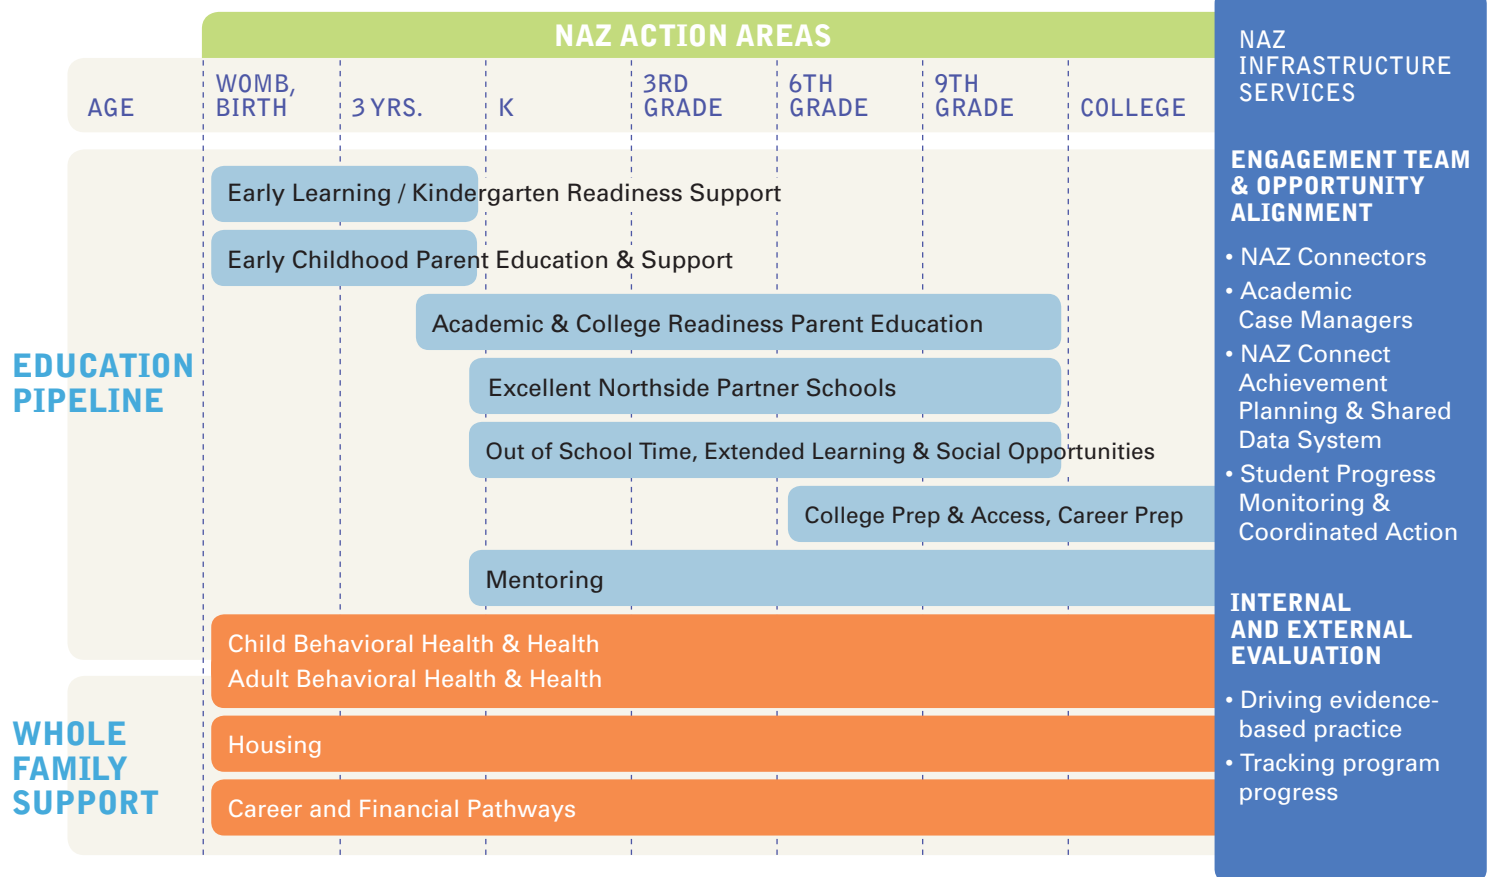 NAZ ACTION AREAS
AGE
WOMB,
BIRTH
3 YRS.
K
3RD
GRADE
6TH
GRADE
9TH
GRADE
COLLEGE
EDUCATION
PIPELINE
Early Learning / Kindergarten Readiness Support
Early Childhood Parent Education & Support
Academic & College Readiness Parent Education
Excellent Northside Partner Schools
Out of School Time, Extended Learning & Social Opportunities
College Prep & Access, Career Prep
Mentoring
Child Behavioral Health & Health
Adult Behavioral Health & Health
WHOLE
FAMILY
SUPPORT
Housing
Career and Financial Pathways
NAZ
INFRASTRUCTURE
SERVICES
ENGAGEMENT TEAM
& OPPORTUNITY
ALIGNMENT
• NAZ Connectors
• Academic
Case Managers
• NAZ Connect
Achievement
Planning & Shared
Data System
• Student Progress
Monitoring &
Coordinated Action
INTERNAL
AND EXTERNAL
EVALUATION
• Driving evidence-
based practice
• Tracking program
progress